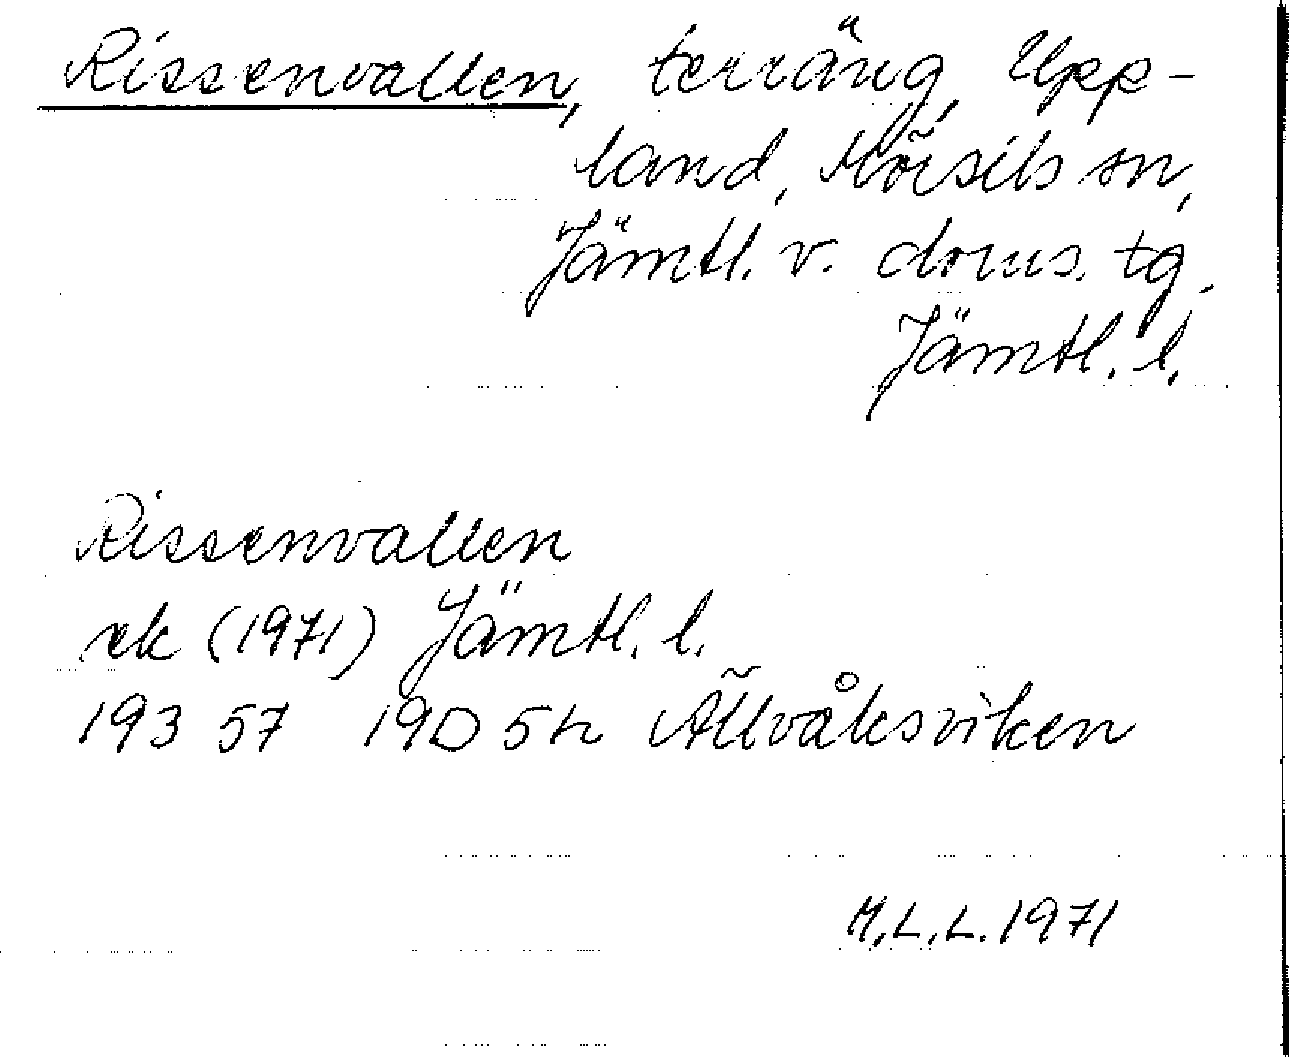 Rissenvallen, terräng, Upp-
land, Mörsils sn,
Jämtl. v. doms. tg.
Jämtl. l.
Rissenvallen
rk (1971) Jämtl. l.
193 57 19D 5h Ällvåksviken
M.L.L. 1971